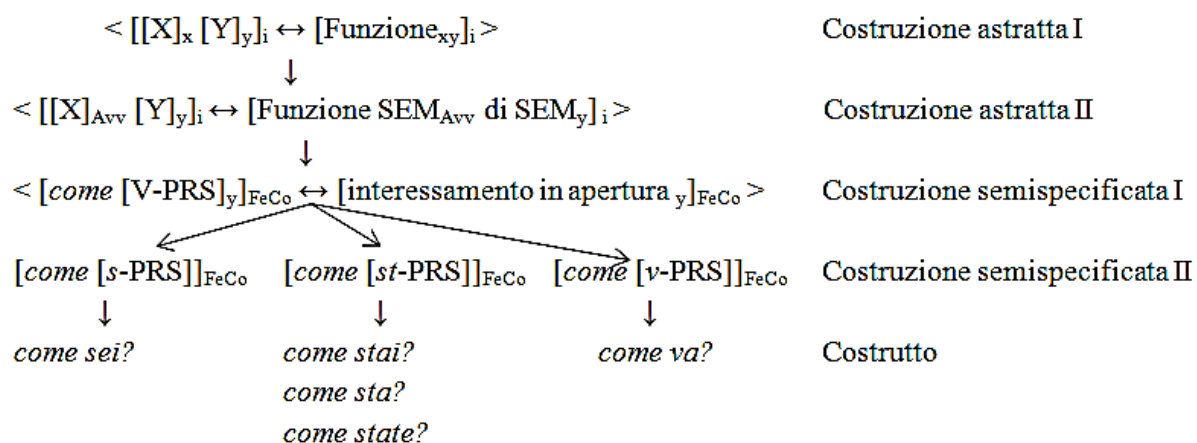 < [[X]x [Y]y]i ↔ [Funzionexy]i > Costruzione astratta I
↓
< [[X]Avv [Y]y]i ↔ [Funzione SEMAvv di SEMy] i > Costruzione astratta II
↓
< [come [V-PRS]y]FeCo ↔ [interessamento in apertura y]FeCo > Costruzione semispecificata I
[come [s-PRS]]FeCo [come [st-PRS]]FeCo [come [v-PRS]]FeCo Costruzione semispecificata II
↓ ↓ ↓
come sei? come stai? come va? Costrutto
come sta?
come state?